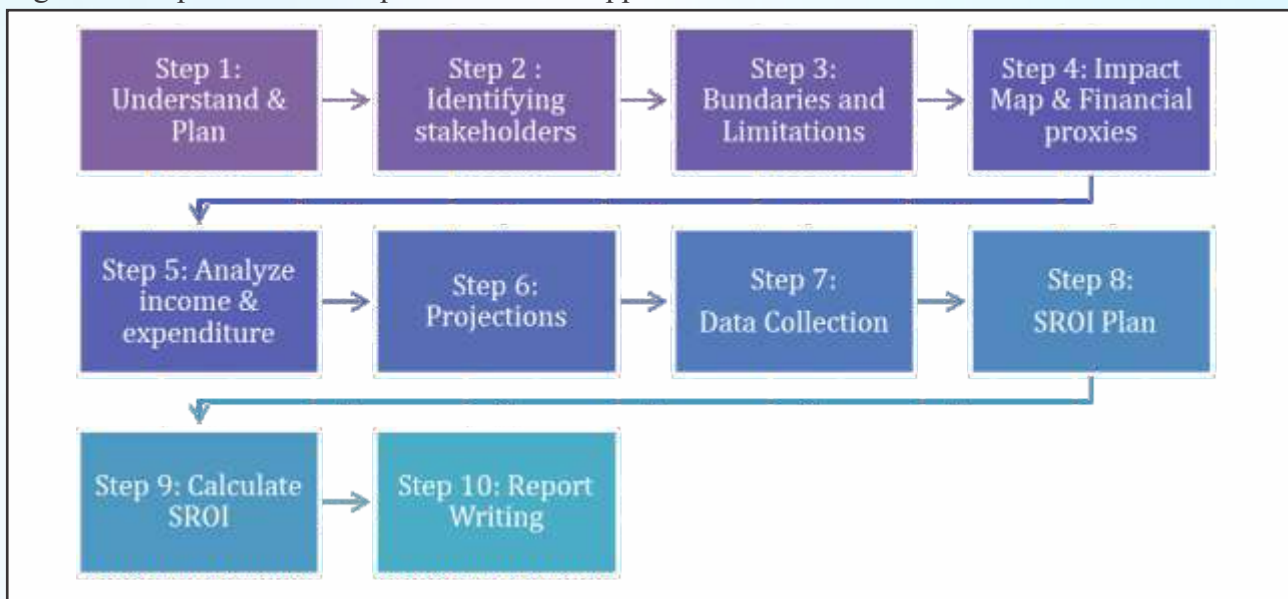 Step 1:
Understand &
Plan
Step 2 :
Identifying
stakeholders
Step 3:
Bundaries and
Limitations
Step 4: Impact
Map & Financial
proxies
Step 5: Analyze
income &
expenditure
Step 6:
Projections
Step 7:
Data Collection
Step 8:
SROI Plan
Step 9: Calculate
SROI
Step 10: Report
Writing